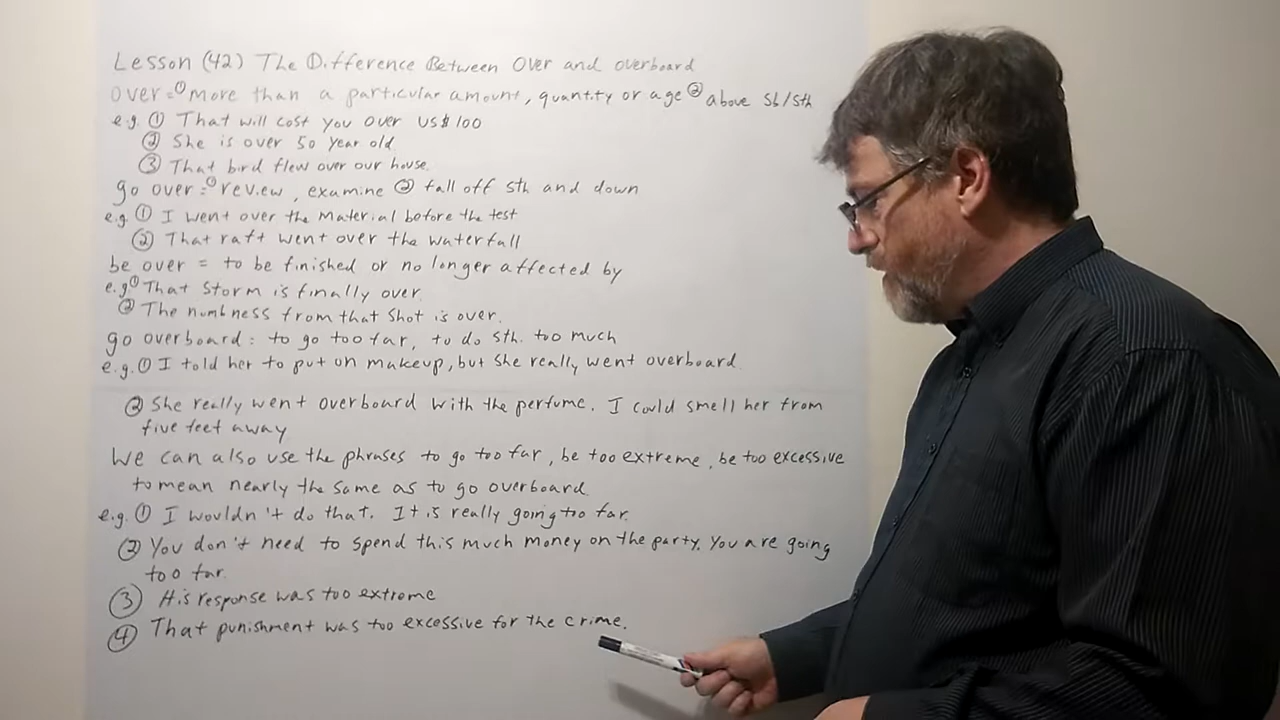 Lesson (42) The Difference Between Over and overboard
over = ① more than a particular amount, quantity or age ② above sb/sth
e.g. ① That will cost you over US$100
② She is over 50 year old.
③ That bird flew over our house.
go over = ① review, examine ② fall off sth and down
e.g. ① I went over the material before the test
② That raft went over the waterfall
be over = to be finished or no longer affected by
e.g. ① That storm is finally over.
② The numbness from that shot is over.
go overboard = to go too far, to do sth. too much
e.g. ① I told her to put on makeup, but she really went overboard.
② She really went overboard with the perfume. I could smell her from
five feet away
We can also use the phrases to go too far, be too extreme, be too excessive
to mean nearly the same as to go overboard.
e.g. ① I wouldn't do that. It is really going too far.
② You don't need to spend this much money on the party. You are going
too far.
③ His response was too extreme
④ That punishment was too excessive for the crime.